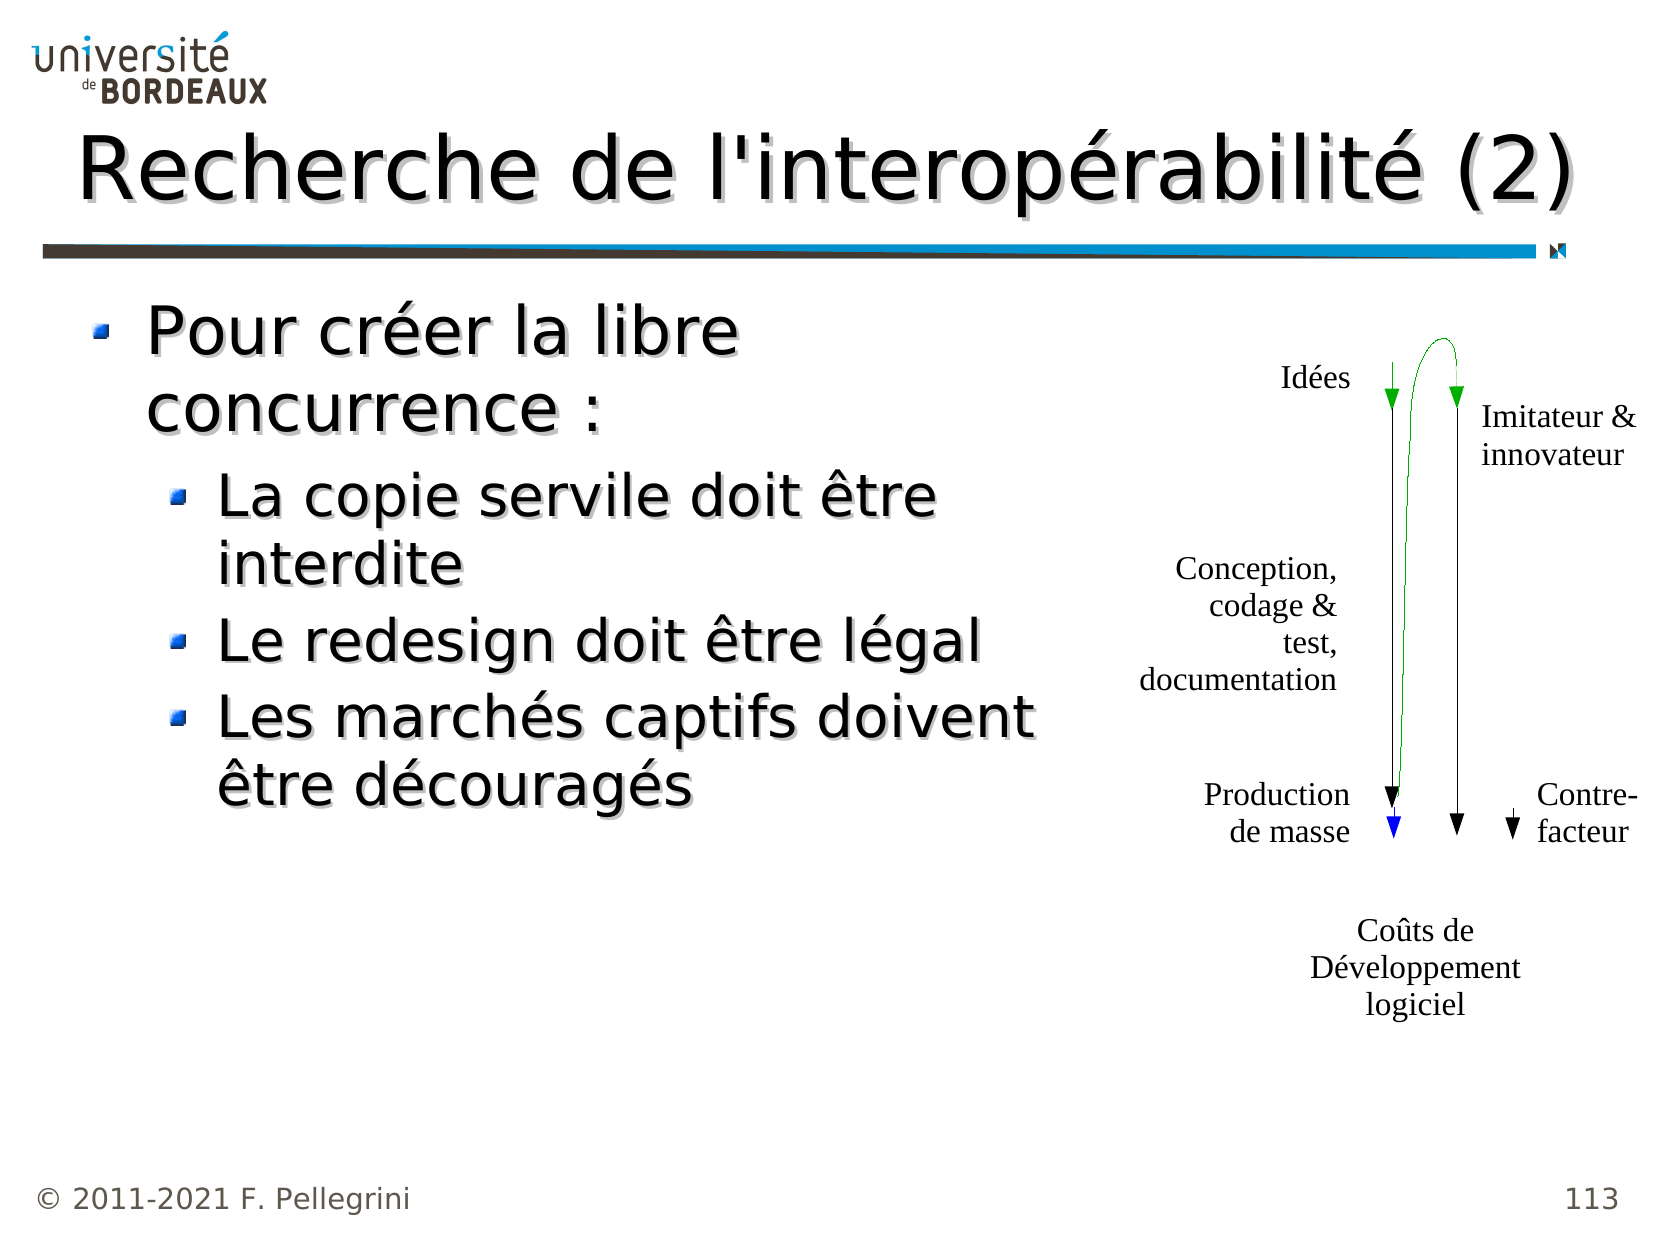 université
de BORDEAUX
Recherche de l'interopérabilité (2)
Pour créer la libre
concurrence :
La copie servile doit être
interdite
Le redesign doit être légal
Les marchés captifs doivent
être découragés
Idées
Imitateur &
innovateur
Conception,
codage &
test,
documentation
Production
de masse
Contre-
facteur
Coûts de
Développement
logiciel
© 2011-2021 F. Pellegrini
113